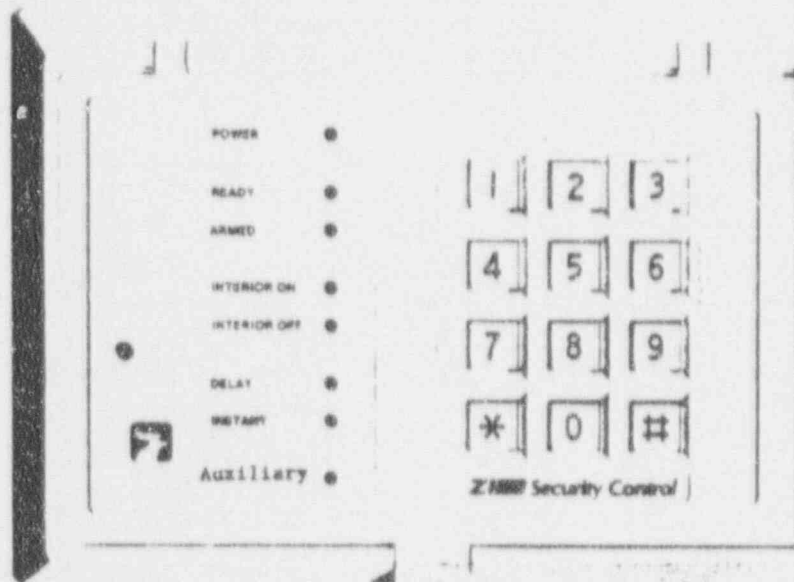 POWER
READY
ARMED
INTERIOR ON
INTERIOR OFF
DELAY
INSTANT
Auxiliary
1 2 3
4 5 6
7 8 9
* 0 #
Security Control